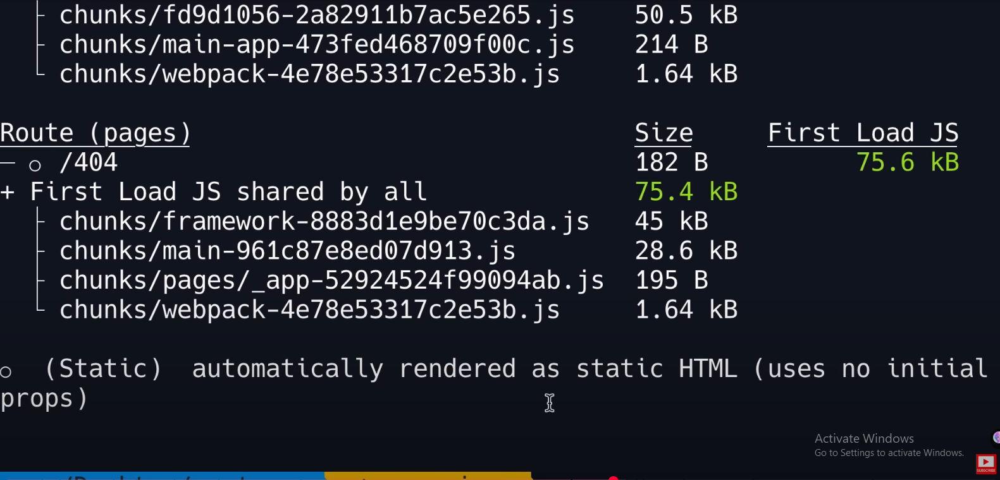 chunks/fd9d1056-2a82911b7ac5e265.js 50.5 kB
chunks/main-app-473fed468709f00c.js 214 B
chunks/webpack-4e78e53317c2e53b.js 1.64 kB
Route (pages) Size First Load JS
─ ○ /404 182 B 75.6 kB
+ First Load JS shared by all 75.4 kB
├ chunks/framework-8883d1e9be70c3da.js 45 kB
├ chunks/main-961c87e8ed07d913.js 28.6 kB
├ chunks/pages/_app-52924524f99094ab.js 195 B
└ chunks/webpack-4e78e53317c2e53b.js 1.64 kB
○ (Static) automatically rendered as static HTML (uses no initial
props)
Activate Windows
Go to Settings to activate Windows.
SUBSCRIBE